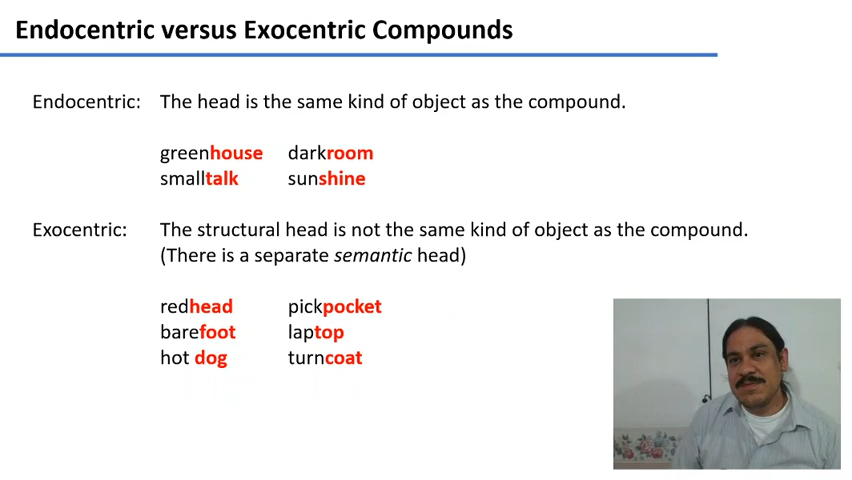 Endocentric versus Exocentric Compounds
Endocentric: The head is the same kind of object as the compound.
greenhouse darkroom
smalltalk sunshine
Exocentric: The structural head is not the same kind of object as the compound.
(There is a separate semantic head)
redhead pickpocket
barefoot laptop
hot dog turncoat